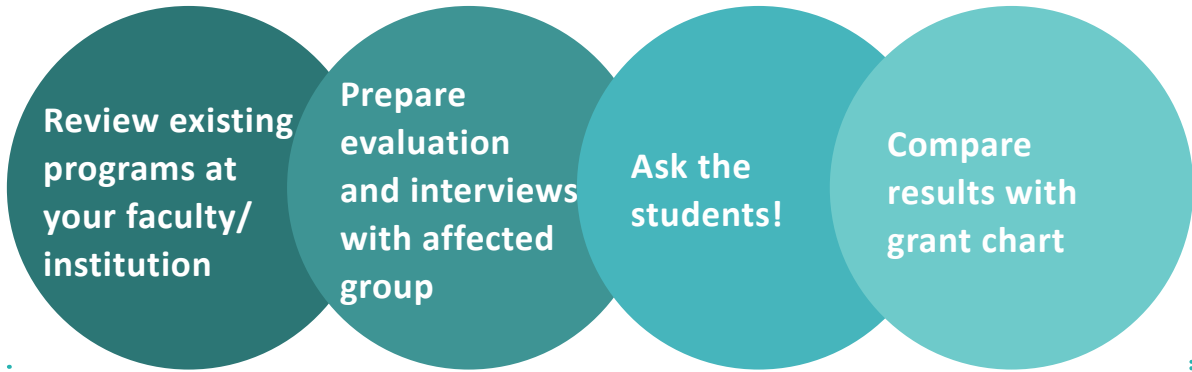 Review existing
programs at
your faculty/
institution
Prepare
evaluation
and interviews
with affected
group
Ask the
students!
Compare
results with
grant chart